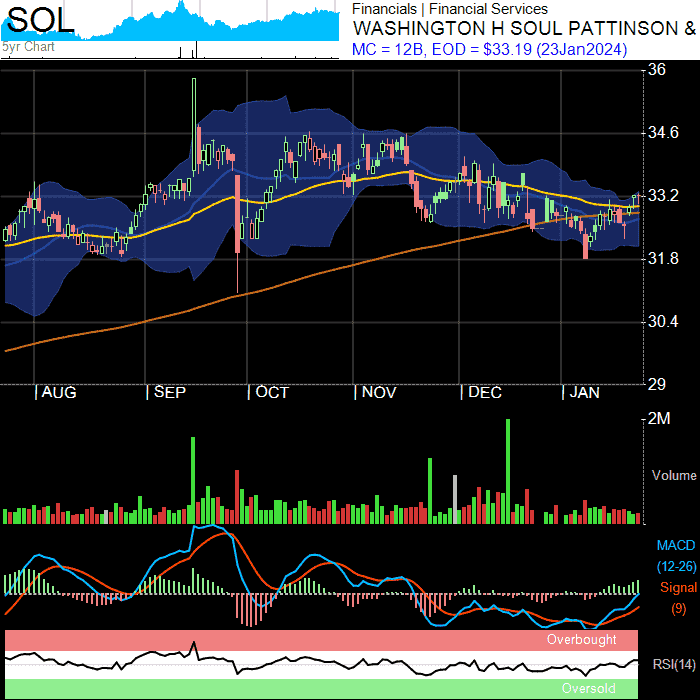 SOL
5yr Chart
Financials | Financial Services
WASHINGTON H SOUL PATTINSON &
MC = 12B, EOD = $33.19 (23Jan2024)
36
34.6
33.2
31.8
30.4
29
| AUG | SEP | OCT | NOV | DEC | JAN
2M
Volume
MACD
(12-26)
Signal
(9)
Overbought
RSI(14)
Oversold